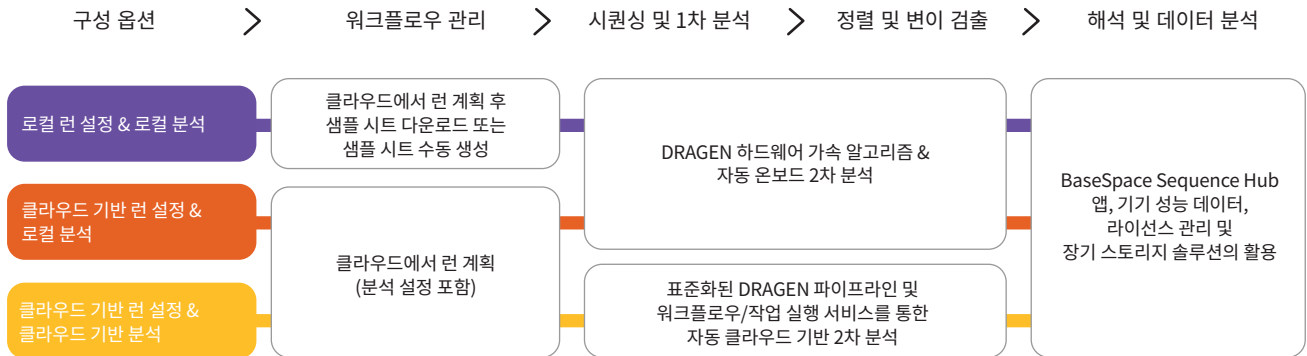 구성 옵션
워크플로우 관리
시퀀싱 및 1차 분석
정렬 및 변이 검출
해석 및 데이터 분석
로컬 런 설정 & 로컬 분석
클라우드에서 런 계획 후
샘플 시트 다운로드 또는
샘플 시트 수동 생성
DRAGEN 하드웨어 가속 알고리즘 &
자동 온보드 2차 분석
클라우드 기반 런 설정 &
로컬 분석
클라우드에서 런 계획
(분석 설정 포함)
클라우드 기반 런 설정 &
클라우드 기반 분석
표준화된 DRAGEN 파이프라인 및
워크플로우/작업 실행 서비스를 통한
자동 클라우드 기반 2차 분석
BaseSpace Sequence Hub
앱, 기기 성능 데이터,
라이선스 관리 및
장기 스토리지 솔루션의 활용